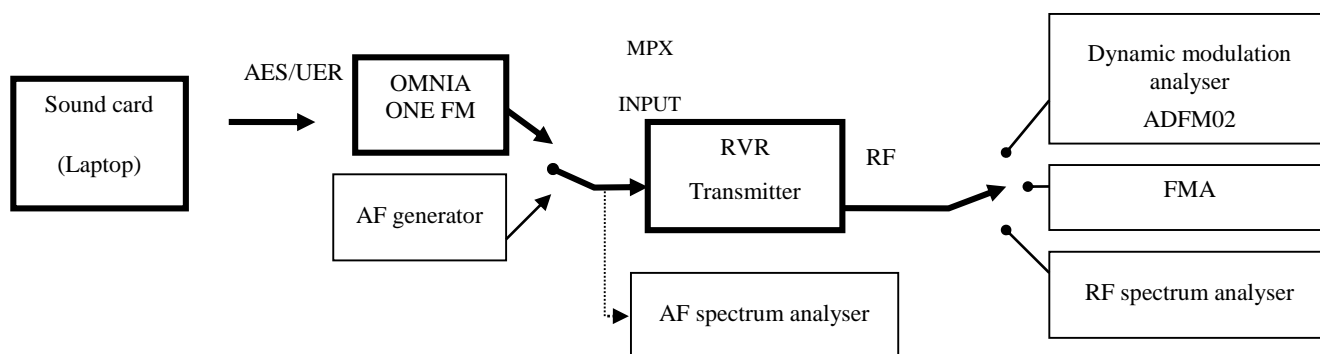 Sound card
(Laptop)
AES/UER
OMNIA
ONE FM
AF generator
MPX
INPUT
RVR
Transmitter
AF spectrum analyser
RF
Dynamic modulation
analyser
ADFM02
FMA
RF spectrum analyser